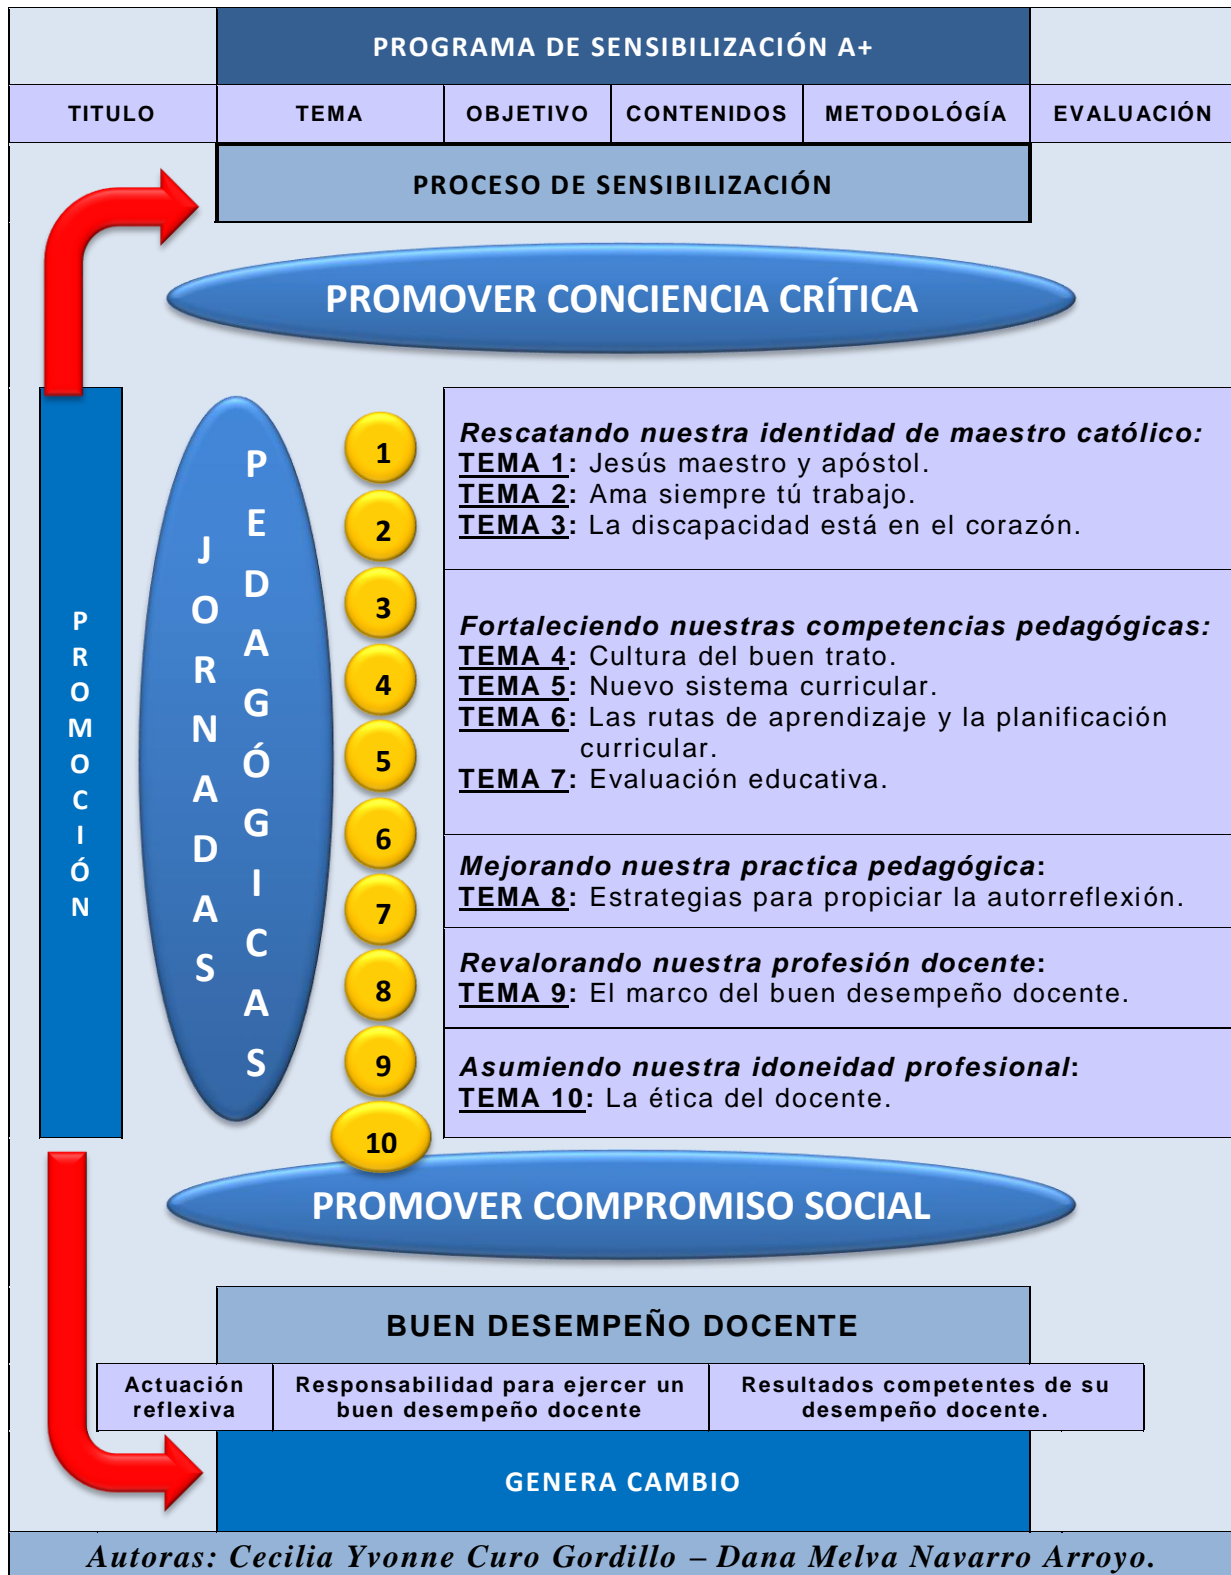 PROGRAMA DE SENSIBILIZACIÓN A+
TITULO
TEMA
OBJETIVO
CONTENIDOS
METODOLÓGÍA
EVALUACIÓN
PROCESO DE SENSIBILIZACIÓN
PROMOVER CONCIENCIA CRÍTICA
PROMOCIÓN
JORNADAS
PEDAGÓGICAS
1
2
3
4
5
6
7
8
9
10
Rescatando nuestra identidad de maestro católico:
TEMA 1: Jesús maestro y apóstol.
TEMA 2: Ama siempre tú trabajo.
TEMA 3: La discapacidad está en el corazón.
Fortaleciendo nuestras competencias pedagógicas:
TEMA 4: Cultura del buen trato.
TEMA 5: Nuevo sistema curricular.
TEMA 6: Las rutas de aprendizaje y la planificación
curricular.
TEMA 7: Evaluación educativa.
Mejorando nuestra practica pedagógica:
TEMA 8: Estrategias para propiciar la autorreflexión.
Revalorando nuestra profesión docente:
TEMA 9: El marco del buen desempeño docente.
Asumiendo nuestra idoneidad profesional:
TEMA 10: La ética del docente.
PROMOVER COMPROMISO SOCIAL
BUEN DESEMPEÑO DOCENTE
Actuación
reflexiva
Responsabilidad para ejercer un
buen desempeño docente
Resultados competentes de su
desempeño docente.
GENERA CAMBIO
Autoras: Cecilia Yvonne Curo Gordillo – Dana Melva Navarro Arroyo.